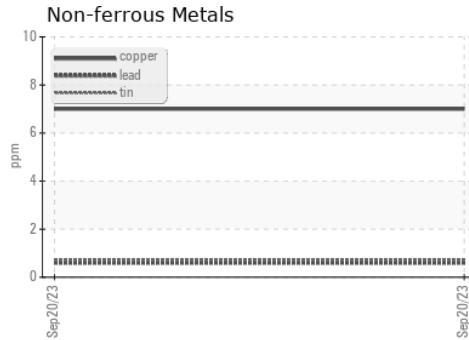 Non-ferrous Metals
10
copper
lead
tin
8
6
4
2
0
ppm
Sep20/23
Sep20/23